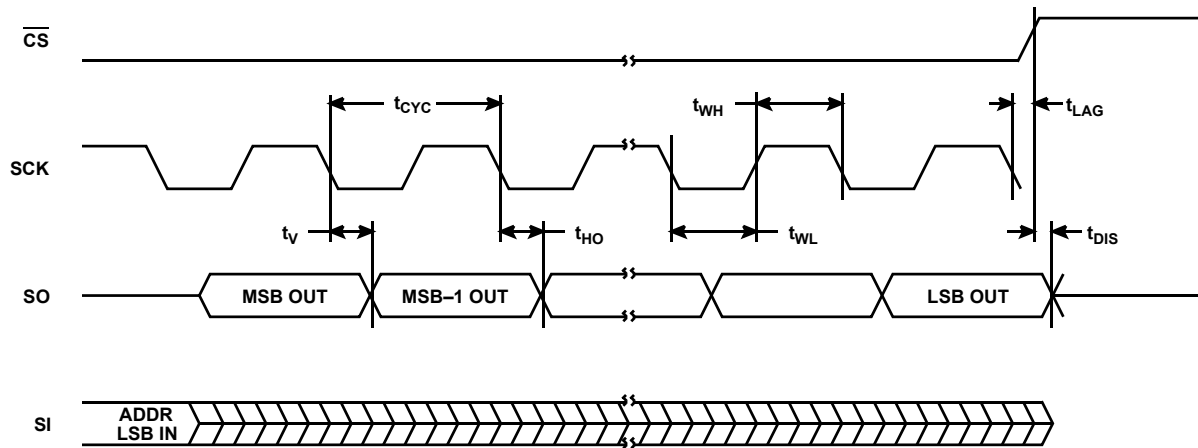 CS
tCYC
tWH
tLAG
SCK
tV
tHO
tWL
tDIS
SO
MSB OUT
MSB–1 OUT
LSB OUT
SI
ADDR
LSB IN